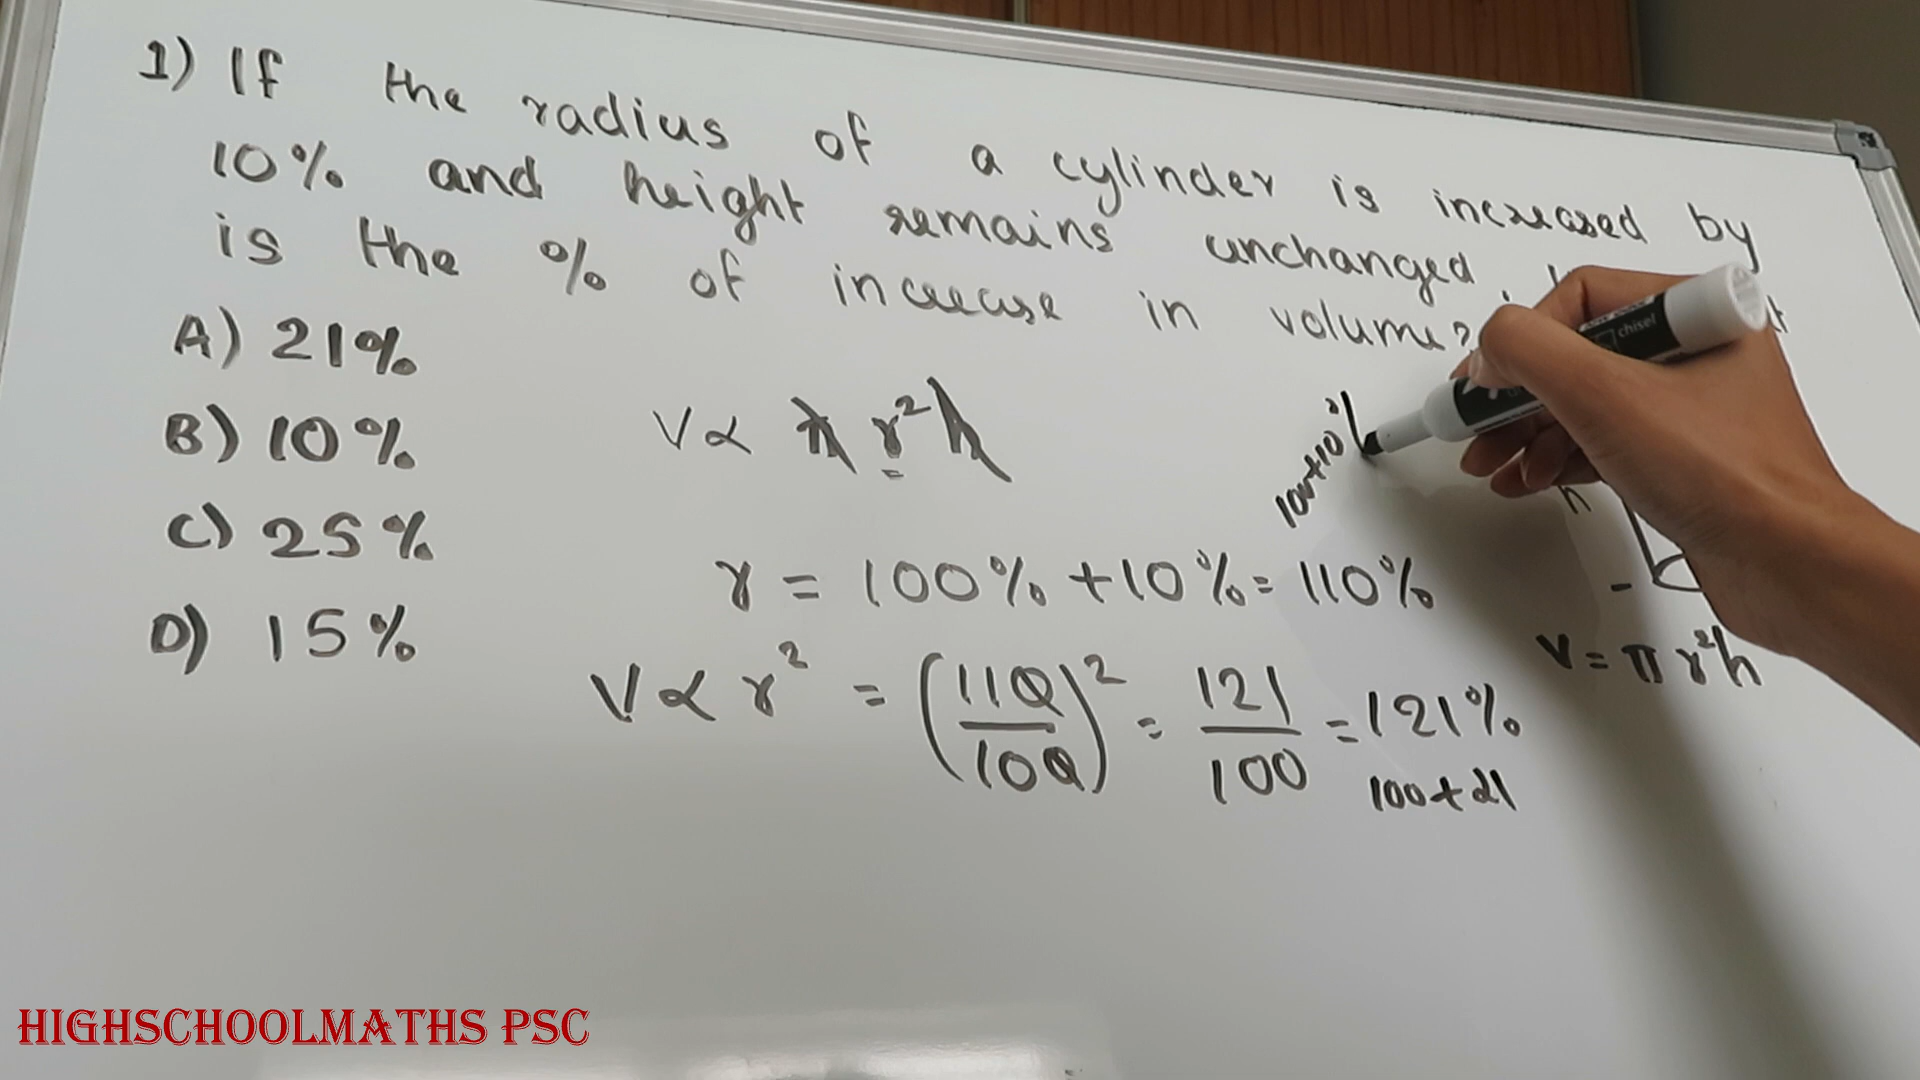 1) If the radius of a cylinder is increased by
10% and height remains unchanged,
is the % of increase in volume?
A) 21%
B) 10%
C) 25%
D) 15%
V ∝ π r² h
100+10%
h
r = 100% + 10% = 110%
V = π r² h
V ∝ r² = (110/100)² = 121/100 = 121%
100+21
chisel
HIGHSCHOOLMATHS PSC